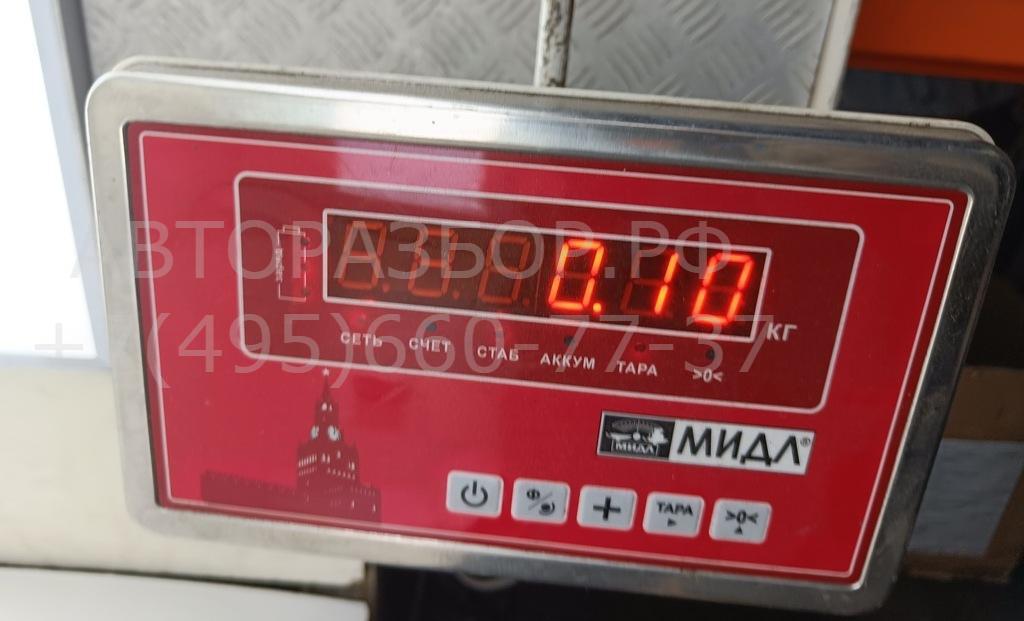 АВТОРАЗБОР.РФ
+7(495)660-77-37
0.10
КГ
СЕТЬ СЧЕТ СТАБ АККУМ ТАРА >0<
МИДЛ МИДЛ®
ТАРА >0<